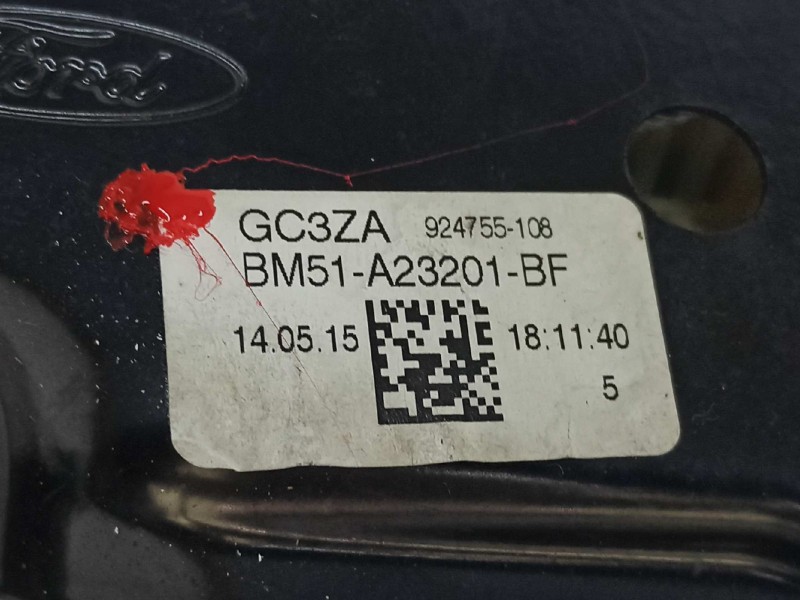 Ford
GC3ZA 924755-108
BM51-A23201-BF
14.05.15 18:11:40
5